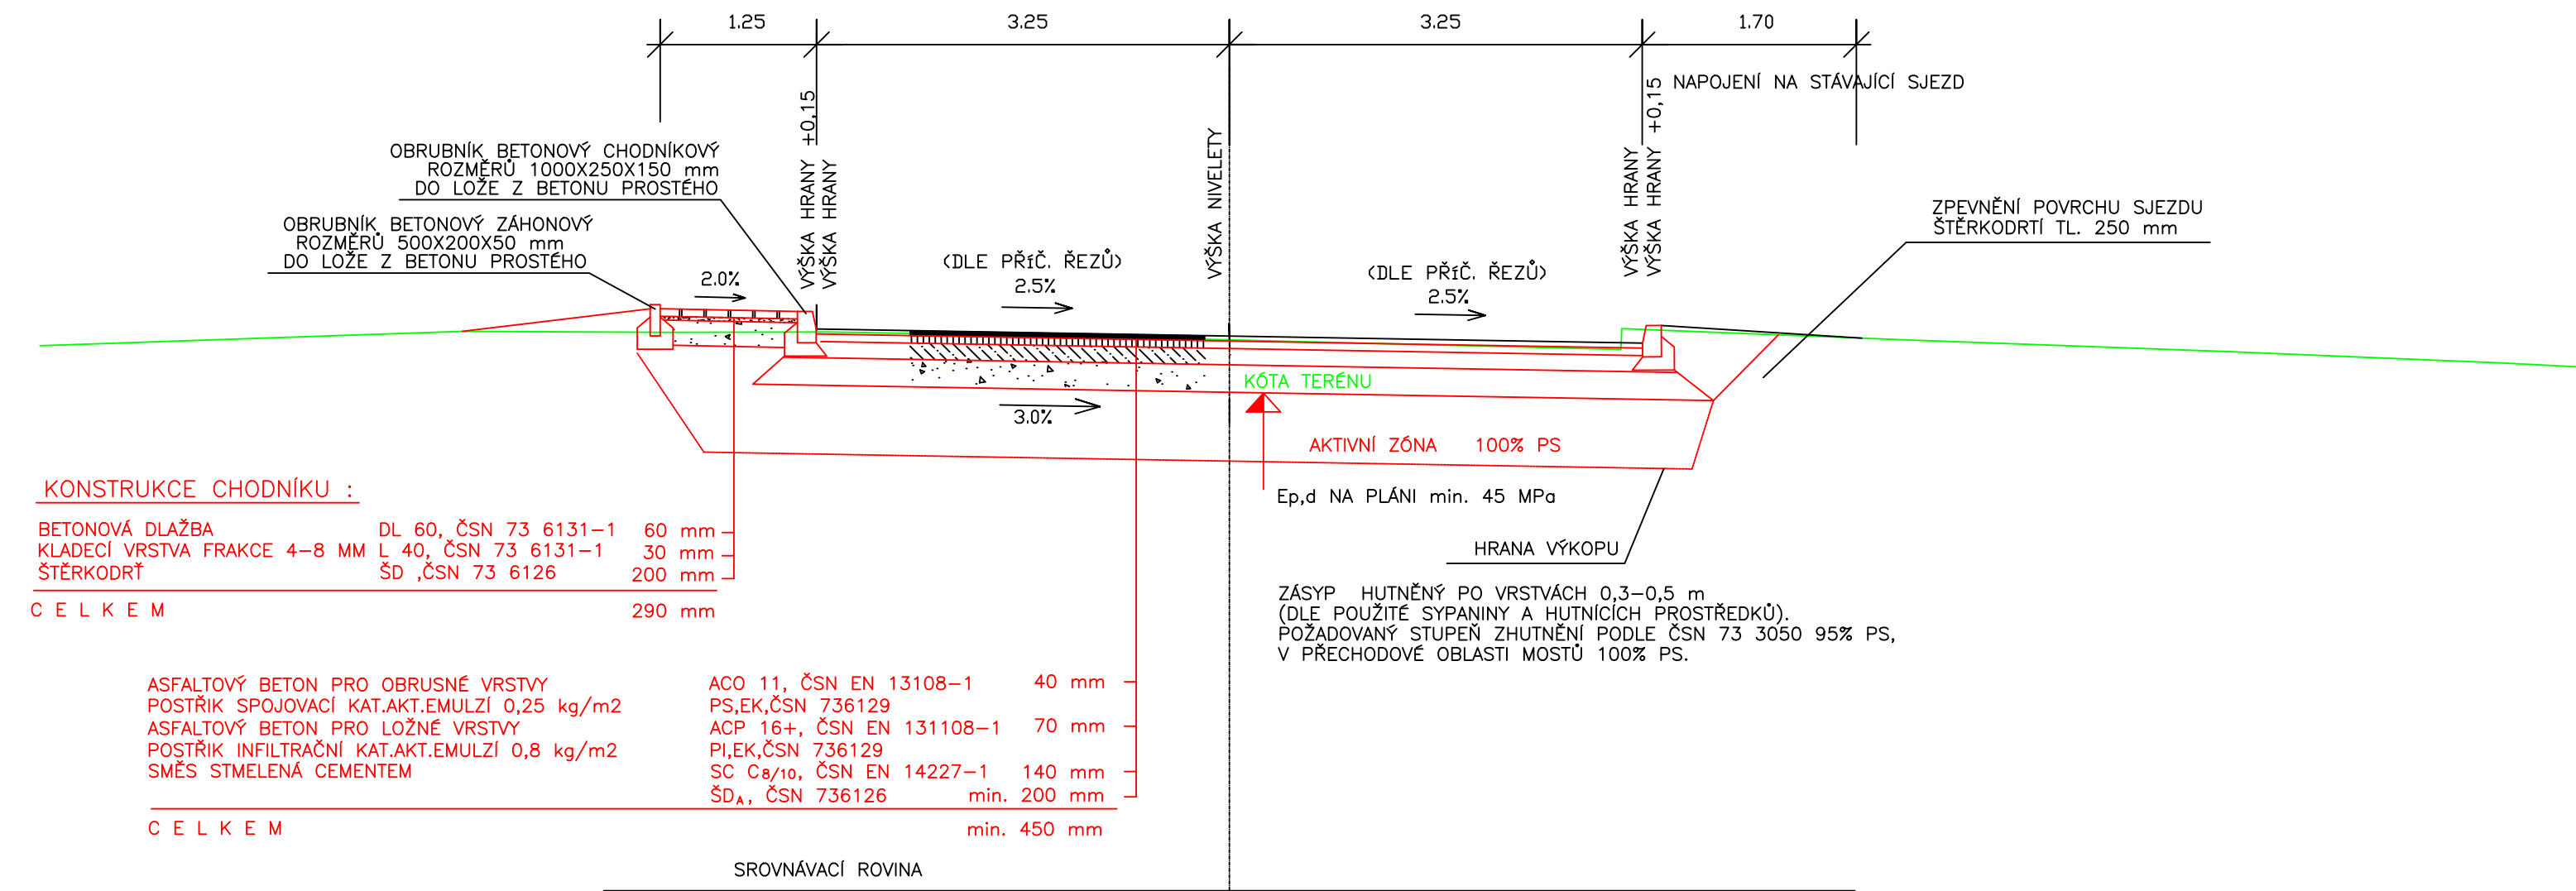 1.25
3.25
3.25
1.70
NAPOJENÍ NA STÁVAJÍCÍ SJEZD
VÝŠKA HRANY +0,15
VÝŠKA HRANY
VÝŠKA NIVELETY
VÝŠKA HRANY
VÝŠKA HRANY +0,15
OBRUBNÍK BETONOVÝ CHODNÍKOVÝ
ROZMĚRŮ 1000X250X150 mm
DO LOŽE Z BETONU PROSTÉHO
OBRUBNÍK BETONOVÝ ZÁHONOVÝ
ROZMĚRŮ 500X200X50 mm
DO LOŽE Z BETONU PROSTÉHO
ZPEVNĚNÍ POVRCHU SJEZDU
ŠTĚRKODRTÍ TL. 250 mm
2.0%
(DLE PŘÍČ. ŘEZŮ)
2.5%
(DLE PŘÍČ. ŘEZŮ)
2.5%
KÓTA TERÉNU
3.0%
AKTIVNÍ ZÓNA 100% PS
Ep,d NA PLÁNI min. 45 MPa
HRANA VÝKOPU
KONSTRUKCE CHODNÍKU :
BETONOVÁ DLAŽBA DL 60, ČSN 73 6131-1 60 mm
KLADECÍ VRSTVA FRAKCE 4-8 MM L 40, ČSN 73 6131-1 30 mm
ŠTĚRKODRŤ ŠD ,ČSN 73 6126 200 mm
C E L K E M 290 mm
ZÁSYP HUTNĚNÝ PO VRSTVÁCH 0,3-0,5 m
(DLE POUŽITÉ SYPANINY A HUTNÍCÍCH PROSTŘEDKŮ).
POŽADOVANÝ STUPEŇ ZHUTNĚNÍ PODLE ČSN 73 3050 95% PS,
V PŘECHODOVÉ OBLASTI MOSTŮ 100% PS.
ASFALTOVÝ BETON PRO OBRUSNÉ VRSTVY ACO 11, ČSN EN 13108-1 40 mm
POSTŘIK SPOJOVACÍ KAT.AKT.EMULZÍ 0,25 kg/m2 PS,EK,ČSN 736129
ASFALTOVÝ BETON PRO LOŽNÉ VRSTVY ACP 16+, ČSN EN 131108-1 70 mm
POSTŘIK INFILTRAČNÍ KAT.AKT.EMULZÍ 0,8 kg/m2 PI,EK,ČSN 736129
SMĚS STMELENÁ CEMENTEM SC C8/10, ČSN EN 14227-1 140 mm
ŠDA, ČSN 736126 min. 200 mm
C E L K E M min. 450 mm
SROVNÁVACÍ ROVINA